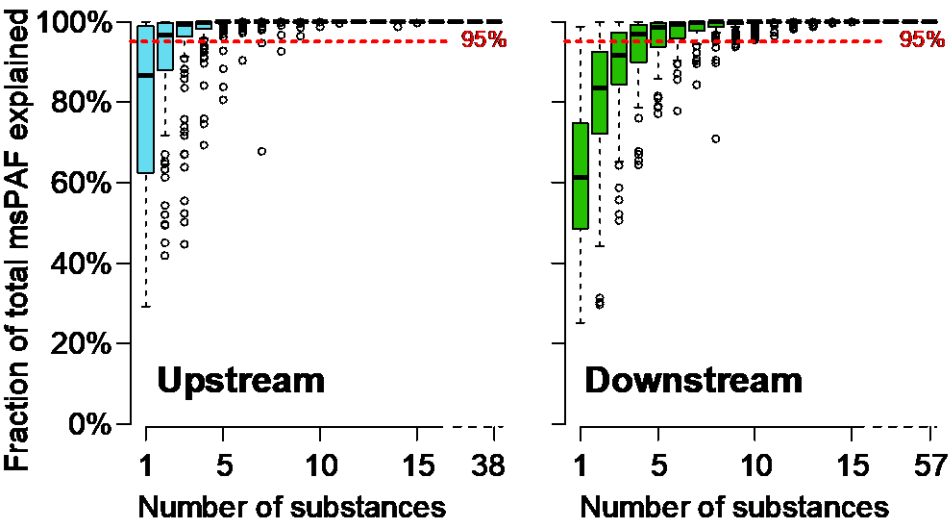 Fraction of total msPAF explained
100%
80%
60%
40%
20%
0%
95%
Upstream
1 5 10 15 38
Number of substances
95%
Downstream
1 5 10 15 57
Number of substances